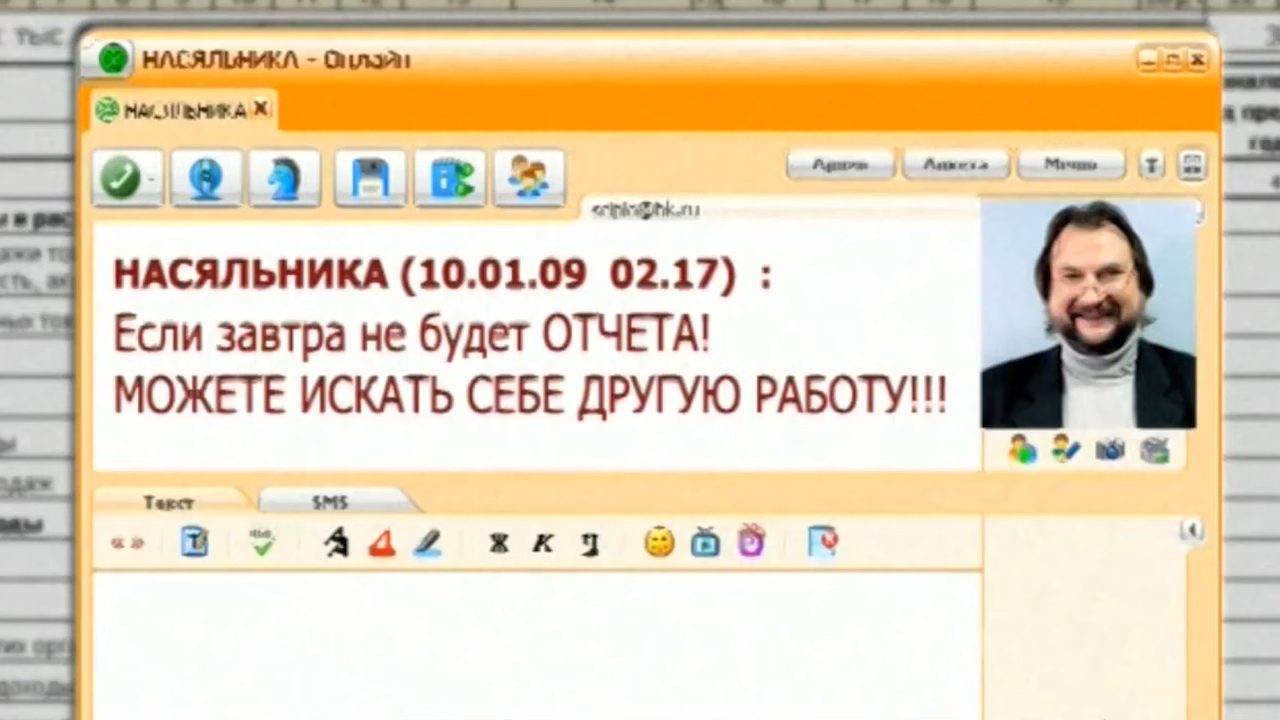 НАСЯЛЬНИКА - Онлайн
НАСЯЛЬНИКА
Архив
Анкета
Меню
НАСЯЛЬНИКА (10.01.09 02.17) :
Если завтра не будет ОТЧЕТА!
МОЖЕТЕ ИСКАТЬ СЕБЕ ДРУГУЮ РАБОТУ!!!
Текст
SMS
Ж К Ч